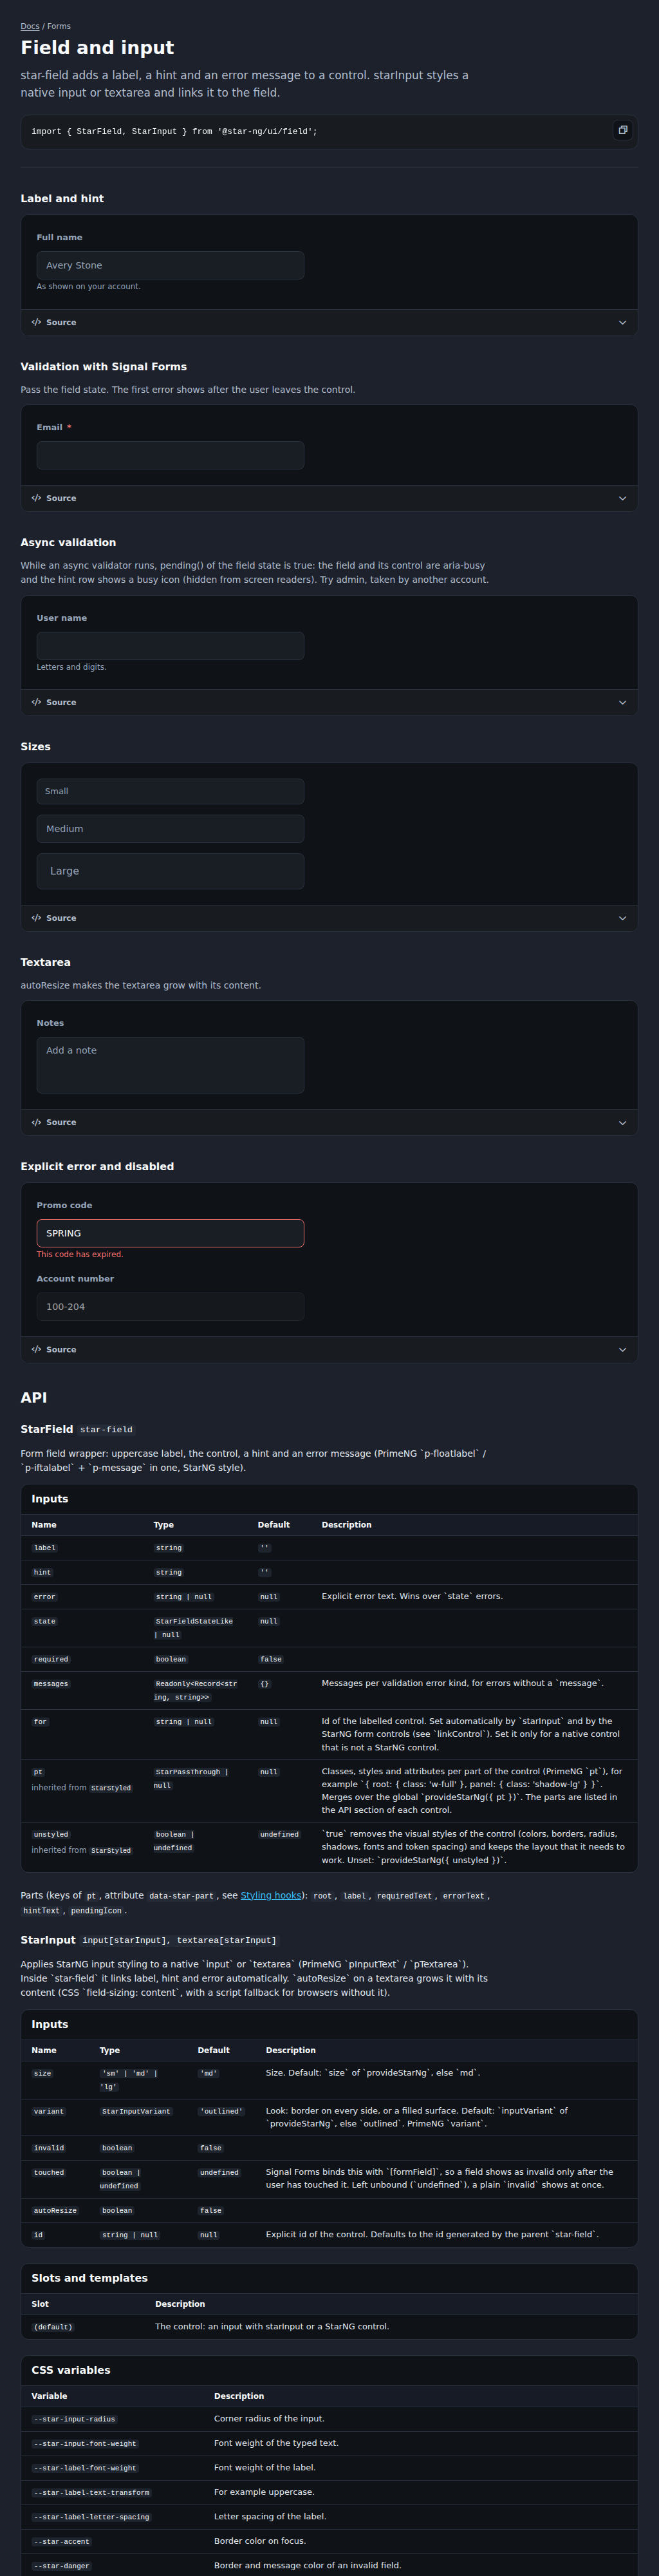 Docs / Forms
Field and input
star-field adds a label, a hint and an error message to a control. starInput styles a
native input or textarea and links it to the field.
import { StarField, StarInput } from '@star-ng/ui/field';
Label and hint
Full name
Avery Stone
As shown on your account.
Source
Validation with Signal Forms
Pass the field state. The first error shows after the user leaves the control.
Email *
Source
Async validation
While an async validator runs, pending() of the field state is true: the field and its control are aria-busy
and the hint row shows a busy icon (hidden from screen readers). Try admin, taken by another account.
User name
Letters and digits.
Source
Sizes
Small
Medium
Large
Source
Textarea
autoResize makes the textarea grow with its content.
Notes
Add a note
Source
Explicit error and disabled
Promo code
SPRING
This code has expired.
Account number
100-204
Source
API
StarField star-field
Form field wrapper: uppercase label, the control, a hint and an error message (PrimeNG `p-floatlabel` /
`p-iftalabel` + `p-message` in one, StarNG style).
Inputs
Name Type Default Description
label string ''
hint string ''
error string | null null Explicit error text. Wins over `state` errors.
state StarFieldStateLike null
| null
required boolean false
messages Readonly<Record<str {} Messages per validation error kind, for errors without a `message`.
ing, string>>
for string | null null Id of the labelled control. Set automatically by `starInput` and by the
StarNG form controls (see `linkControl`). Set it only for a native control
that is not a StarNG control.
pt StarPassThrough | null Classes, styles and attributes per part of the control (PrimeNG `pt`), for
inherited from StarStyled null example `{ root: { class: 'w-full' }, panel: { class: 'shadow-lg' } }`.
Merges over the global `provideStarNg({ pt })`. The parts are listed in
the API section of each control.
unstyled boolean | undefined `true` removes the visual styles of the control (colors, borders, radius,
inherited from StarStyled undefined shadows, fonts and token spacing) and keeps the layout that it needs to
work. Unset: `provideStarNg({ unstyled })`.
Parts (keys of pt, attribute data-star-part, see Styling hooks): root, label, requiredText, errorText,
hintText, pendingIcon.
StarInput input[starInput], textarea[starInput]
Applies StarNG input styling to a native `input` or `textarea` (PrimeNG `pInputText` / `pTextarea`).
Inside `star-field` it links label, hint and error automatically. `autoResize` on a textarea grows it with its
content (CSS `field-sizing: content`, with a script fallback for browsers without it).
Inputs
Name Type Default Description
size 'sm' | 'md' | 'md' Size. Default: `size` of `provideStarNg`, else `md`.
'lg'
variant StarInputVariant 'outlined' Look: border on every side, or a filled surface. Default: `inputVariant` of
`provideStarNg`, else `outlined`. PrimeNG `variant`.
invalid boolean false
touched boolean | undefined Signal Forms binds this with `[formField]`, so a field shows as invalid only after the
undefined user has touched it. Left unbound (`undefined`), a plain `invalid` shows at once.
autoResize boolean false
id string | null null Explicit id of the control. Defaults to the id generated by the parent `star-field`.
Slots and templates
Slot Description
(default) The control: an input with starInput or a StarNG control.
CSS variables
Variable Description
--star-input-radius Corner radius of the input.
--star-input-font-weight Font weight of the typed text.
--star-label-font-weight Font weight of the label.
--star-label-text-transform For example uppercase.
--star-label-letter-spacing Letter spacing of the label.
--star-accent Border color on focus.
--star-danger Border and message color of an invalid field.